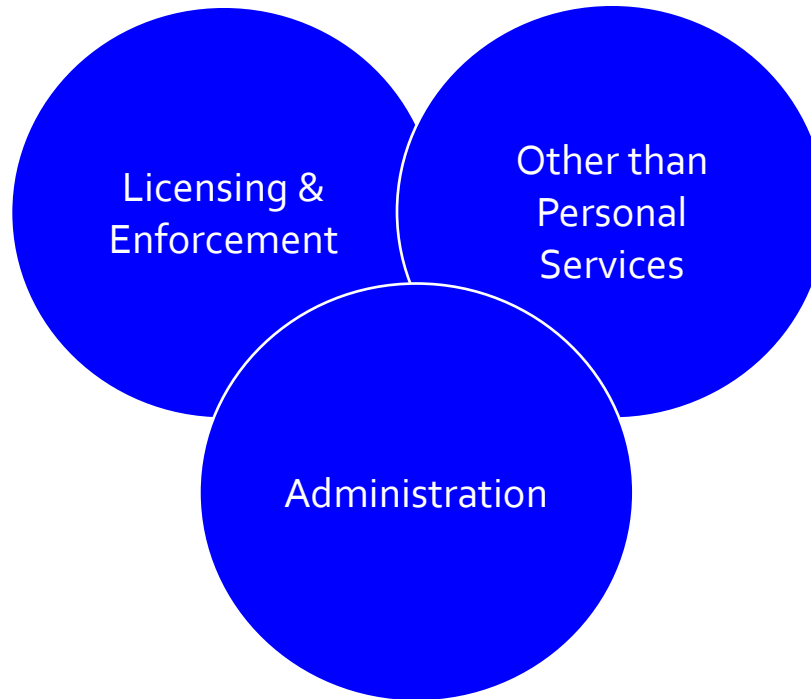 Licensing &
Enforcement
Other than
Personal
Services
Administration